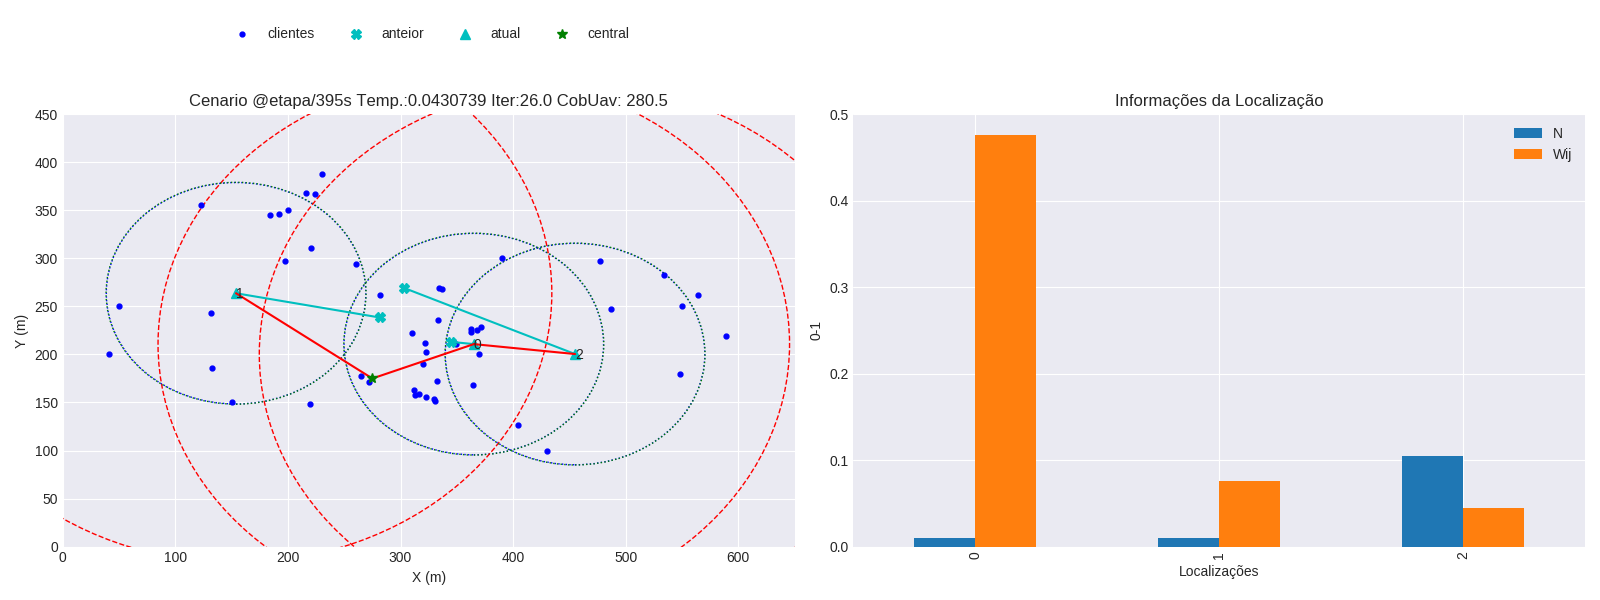 clientes anteior atual central
Cenario @etapa/395s Temp.:0.0430739 Iter:26.0 CobUav: 280.5
450
400
350
300
250
200
150
100
50
0
Y (m)
1
0
2
0 100 200 300 400 500 600
X (m)
Informações da Localização
N
Wij
0.5
0.4
0.3
0.2
0.1
0.0
0-1
0 1 2
Localizações